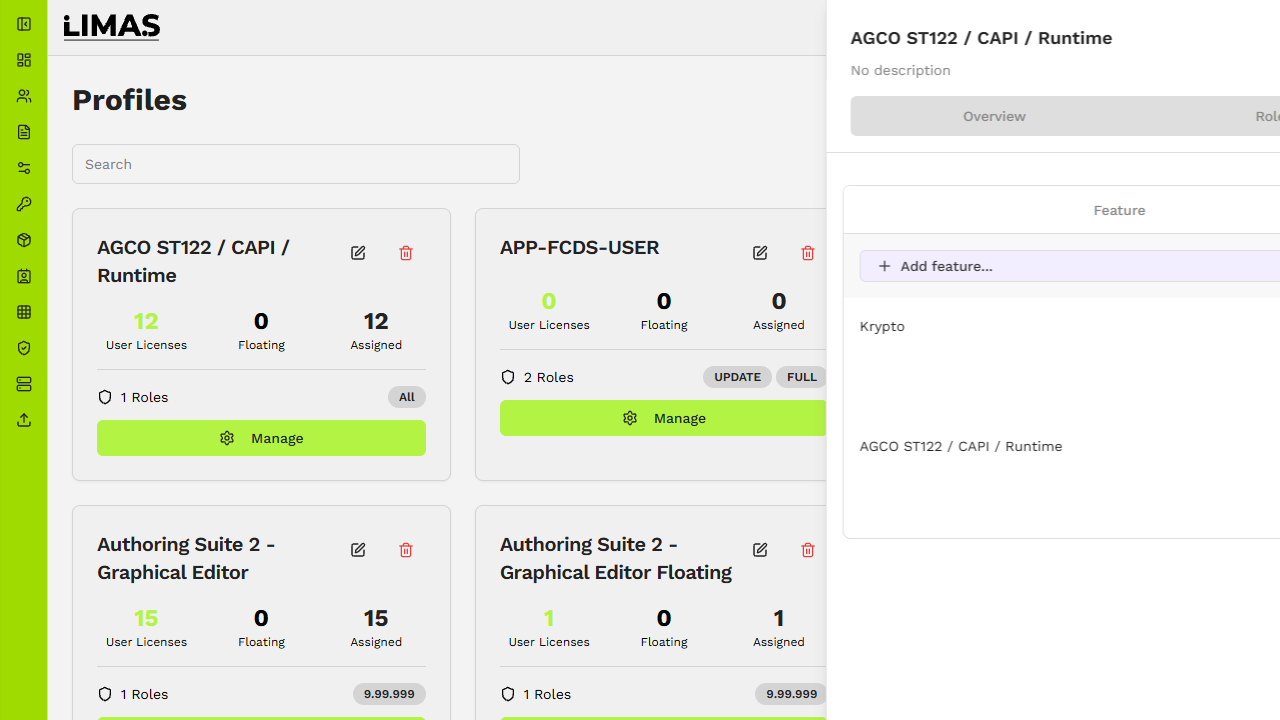 LIMAS
Profiles
Search
AGCO ST122 / CAPI /
Runtime
12
User Licenses
0
Floating
12
Assigned
1 Roles
All
Manage
APP-FCDS-USER
0
User Licenses
0
Floating
0
Assigned
2 Roles
UPDATE
FULL
Manage
Authoring Suite 2 -
Graphical Editor
15
User Licenses
0
Floating
15
Assigned
1 Roles
9.99.999
Authoring Suite 2 -
Graphical Editor Floating
1
User Licenses
0
Floating
1
Assigned
1 Roles
9.99.999
AGCO ST122 / CAPI / Runtime
No description
Overview
Feature
Add feature...
Krypto
AGCO ST122 / CAPI / Runtime